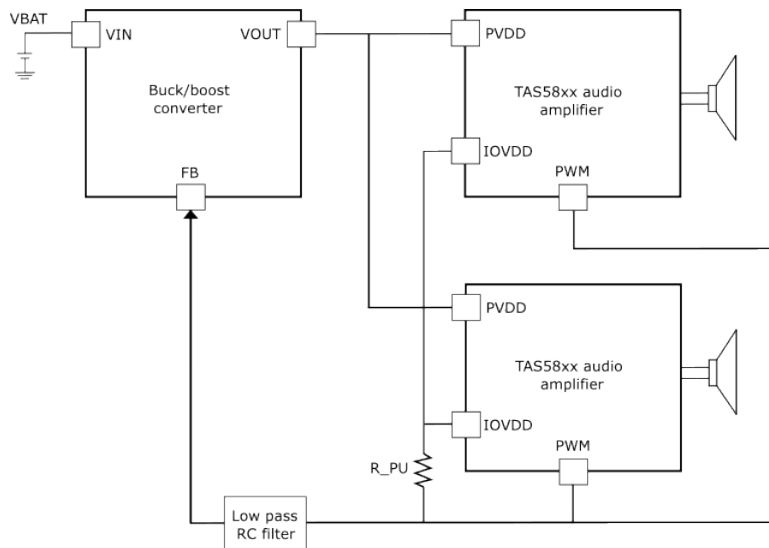 VBAT
VIN
VOUT
Buck/boost
converter
FB
PVDD
TAS58xx audio
amplifier
IOVDD
PWM
PVDD
TAS58xx audio
amplifier
IOVDD
PWM
R_PU
Low pass
RC filter